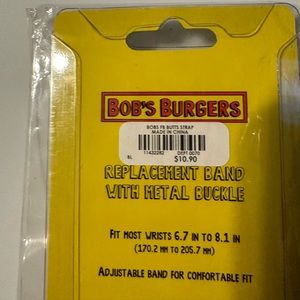 BOB'S BURGERS
BOBS FB BUTTS STRAP
MADE IN CHINA
11432282 DEPT:0070
BL $10.90
REPLACEMENT BAND
WITH METAL BUCKLE
FIT MOST WRISTS 6.7 IN TO 8.1 IN
(170.2 MM TO 205.7 MM)
ADJUSTABLE BAND FOR COMFORTABLE FIT